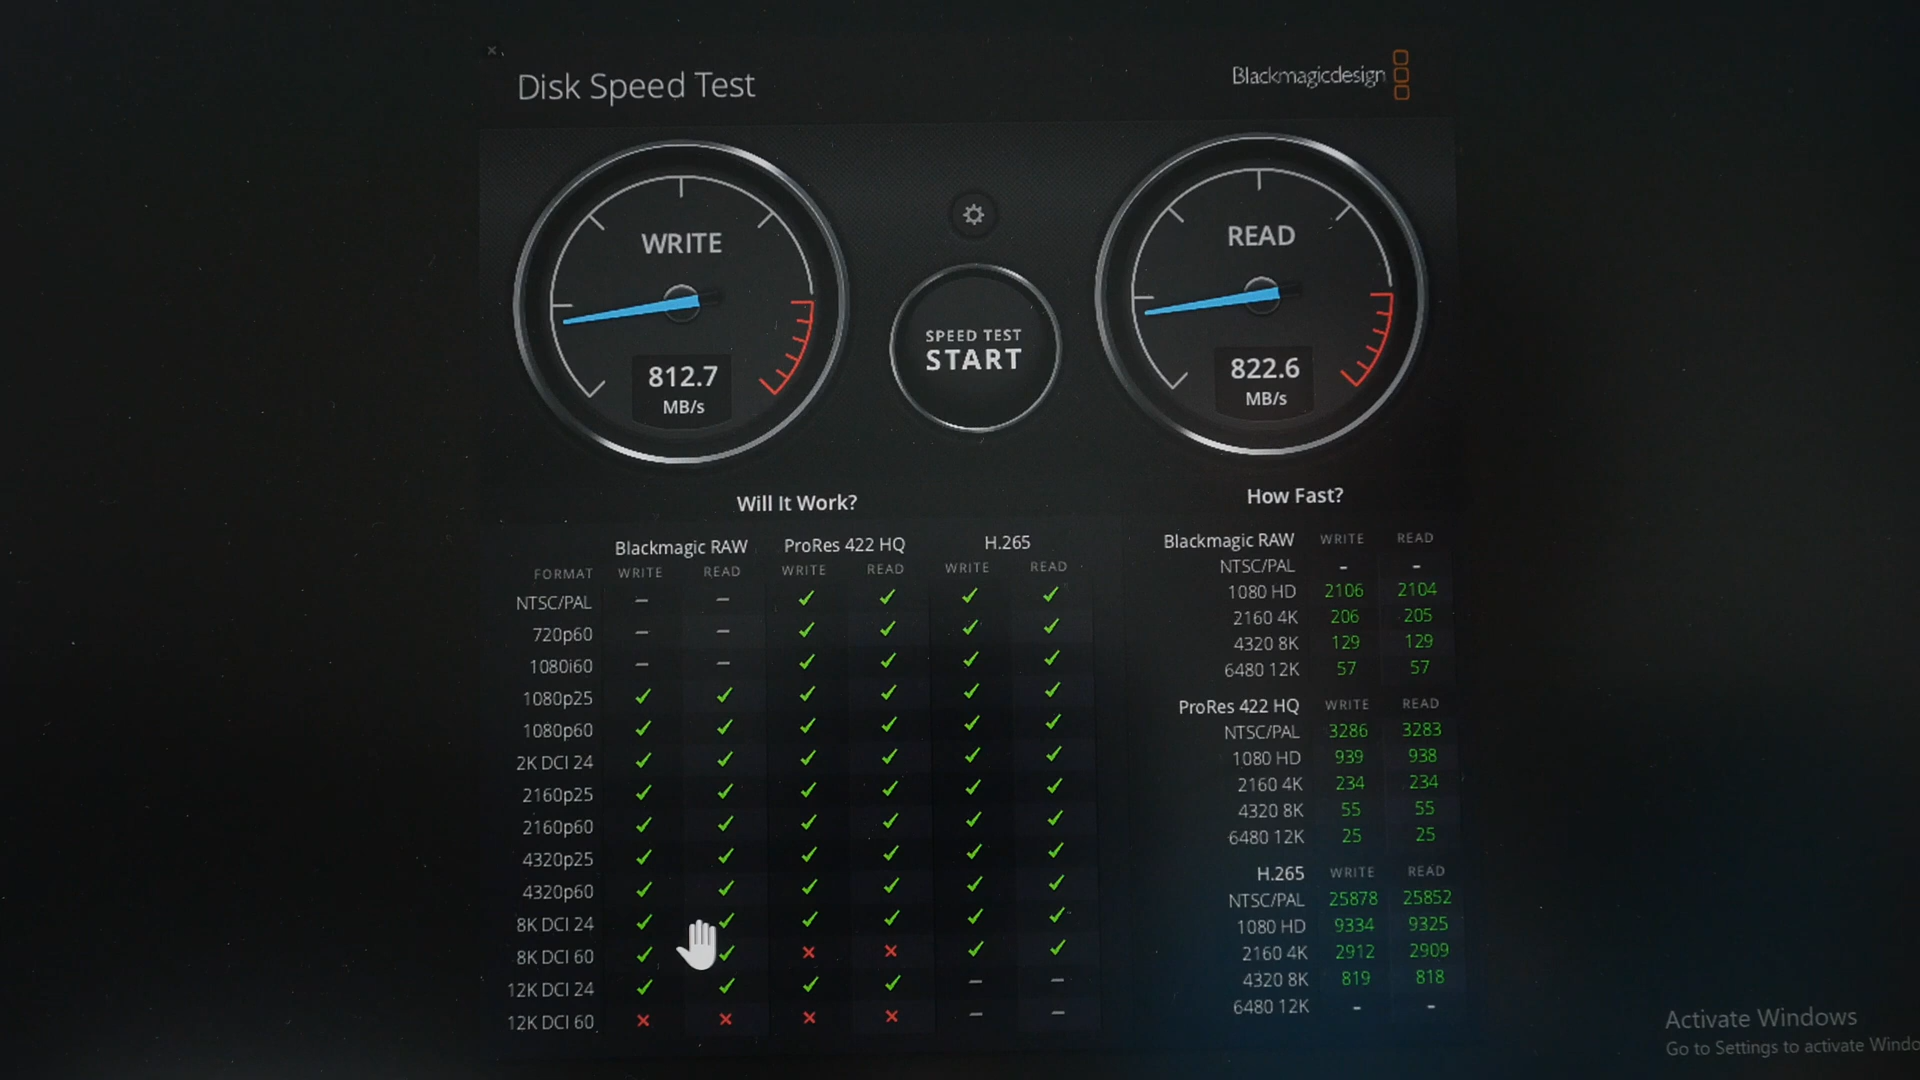 Disk Speed Test
Blackmagicdesign
WRITE
812.7
MB/s
SPEED TEST
START
READ
822.6
MB/s
Will It Work?
Blackmagic RAW ProRes 422 HQ H.265
FORMAT WRITE READ WRITE READ WRITE READ
NTSC/PAL – – ✓ ✓ ✓ ✓
720p60 – – ✓ ✓ ✓ ✓
1080i60 – – ✓ ✓ ✓ ✓
1080p25 ✓ ✓ ✓ ✓ ✓ ✓
1080p60 ✓ ✓ ✓ ✓ ✓ ✓
2K DCI 24 ✓ ✓ ✓ ✓ ✓ ✓
2160p25 ✓ ✓ ✓ ✓ ✓ ✓
2160p60 ✓ ✓ ✓ ✓ ✓ ✓
4320p25 ✓ ✓ ✓ ✓ ✓ ✓
4320p60 ✓ ✓ ✓ ✓ ✓ ✓
8K DCI 24 ✓ ✓ ✓ ✓ ✓ ✓
8K DCI 60 ✓ ✓ × × ✓ ✓
12K DCI 24 ✓ ✓ ✓ ✓ – –
12K DCI 60 × × × × – –
How Fast?
Blackmagic RAW WRITE READ
NTSC/PAL – –
1080 HD 2106 2104
2160 4K 206 205
4320 8K 129 129
6480 12K 57 57
ProRes 422 HQ WRITE READ
NTSC/PAL 3286 3283
1080 HD 939 938
2160 4K 234 234
4320 8K 55 55
6480 12K 25 25
H.265 WRITE READ
NTSC/PAL 25878 25852
1080 HD 9334 9325
2160 4K 2912 2909
4320 8K 819 818
6480 12K – –
Activate Windows
Go to Settings to activate Windo